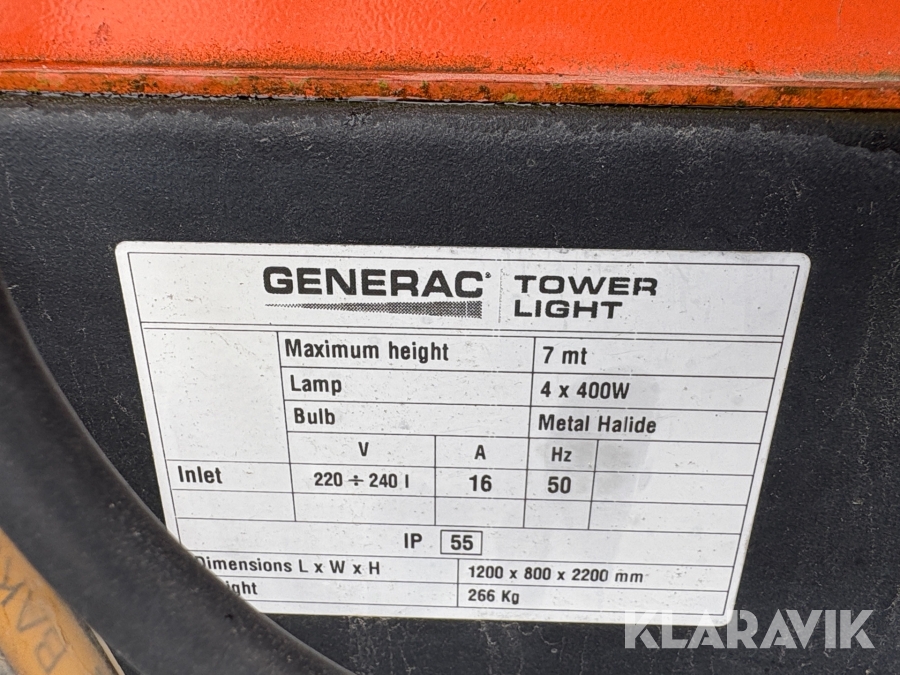 GENERAC® TOWER LIGHT
Maximum height 7 mt
Lamp 4 x 400W
Bulb Metal Halide
V A Hz
Inlet 220 ÷ 240 I 16 50
IP 55
Dimensions L x W x H 1200 x 800 x 2200 mm
266 Kg
KLARAVIK